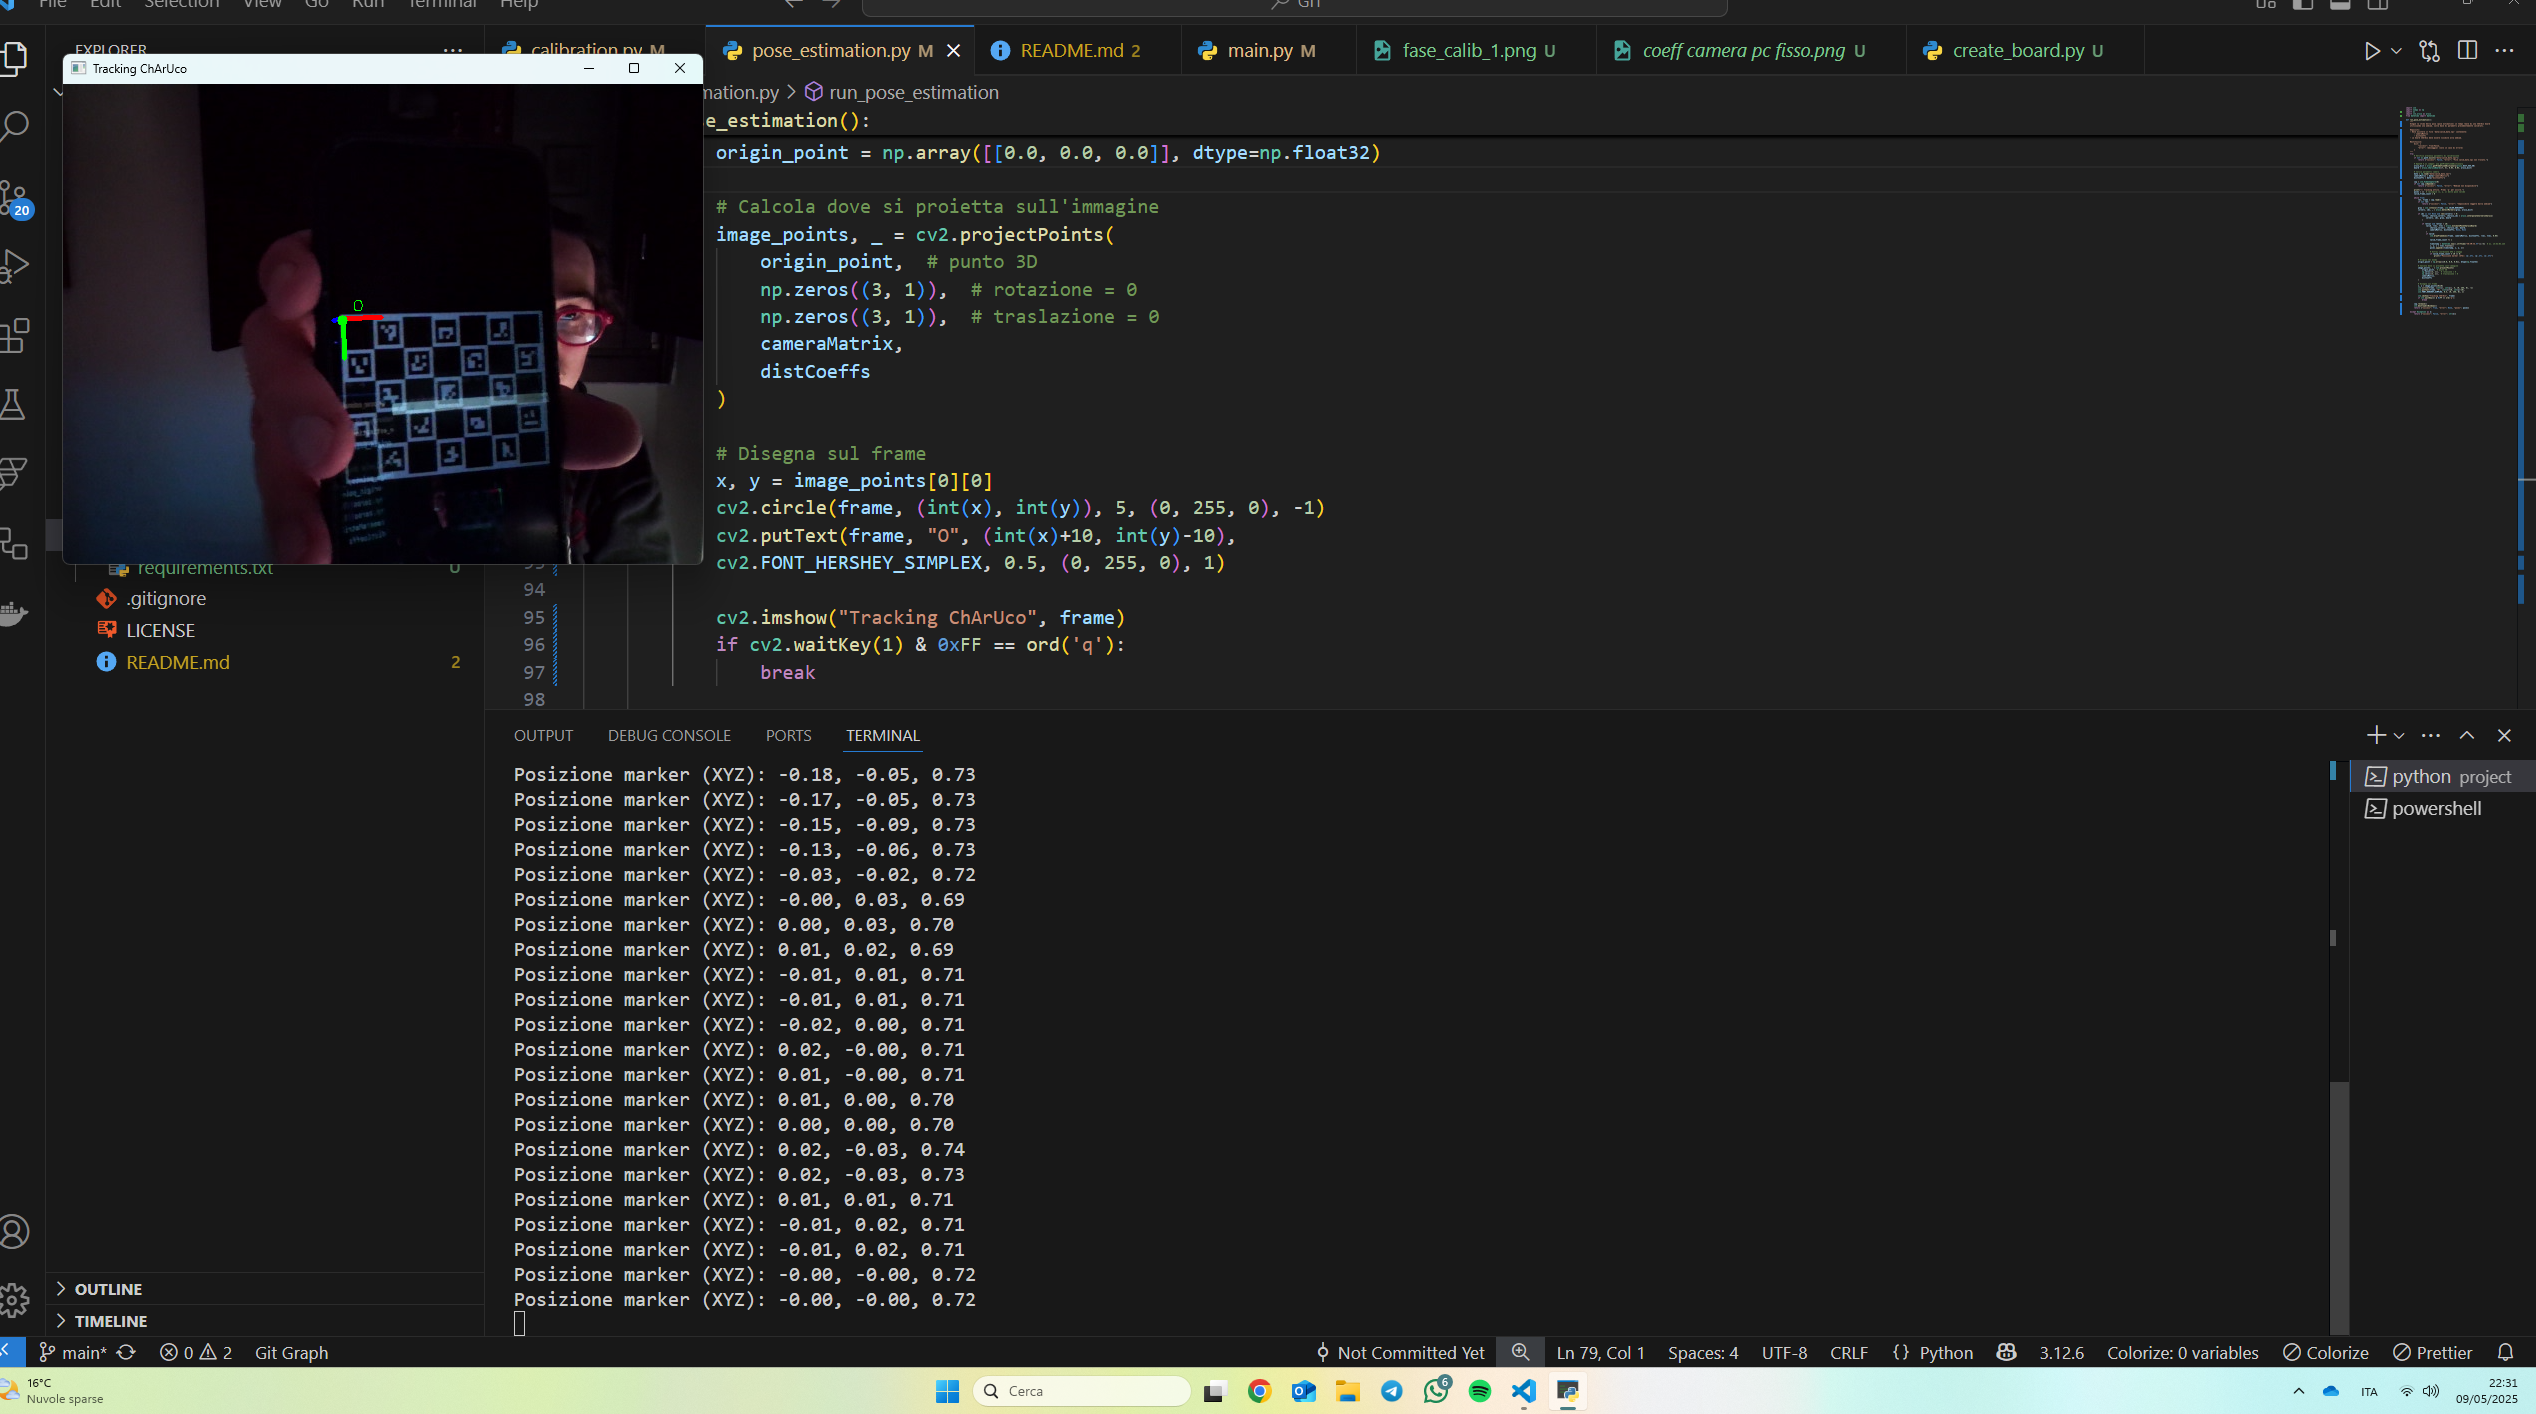 File Edit Selection View Go Run Terminal Help
EXPLORER
calibration.py M
pose_estimation.py M
README.md 2
main.py M
fase_calib_1.png U
coeff camera pc fisso.png U
create_board.py U
Tracking ChArUco
mation.py > run_pose_estimation
e_estimation():
origin_point = np.array([[0.0, 0.0, 0.0]], dtype=np.float32)
# Calcola dove si proietta sull'immagine
image_points, _ = cv2.projectPoints(
origin_point,  # punto 3D
np.zeros((3, 1)),  # rotazione = 0
np.zeros((3, 1)),  # traslazione = 0
cameraMatrix,
distCoeffs
)
# Disegna sul frame
x, y = image_points[0][0]
cv2.circle(frame, (int(x), int(y)), 5, (0, 255, 0), -1)
cv2.putText(frame, "O", (int(x)+10, int(y)-10),
cv2.FONT_HERSHEY_SIMPLEX, 0.5, (0, 255, 0), 1)
94
95 cv2.imshow("Tracking ChArUco", frame)
96 if cv2.waitKey(1) & 0xFF == ord('q'):
97 break
98
O
20
requirements.txt U
.gitignore
LICENSE
README.md 2
OUTPUT DEBUG CONSOLE PORTS TERMINAL
Posizione marker (XYZ): -0.18, -0.05, 0.73
Posizione marker (XYZ): -0.17, -0.05, 0.73
Posizione marker (XYZ): -0.15, -0.09, 0.73
Posizione marker (XYZ): -0.13, -0.06, 0.73
Posizione marker (XYZ): -0.03, -0.02, 0.72
Posizione marker (XYZ): -0.00, 0.03, 0.69
Posizione marker (XYZ): 0.00, 0.03, 0.70
Posizione marker (XYZ): 0.01, 0.02, 0.69
Posizione marker (XYZ): -0.01, 0.01, 0.71
Posizione marker (XYZ): -0.01, 0.01, 0.71
Posizione marker (XYZ): -0.02, 0.00, 0.71
Posizione marker (XYZ): 0.02, -0.00, 0.71
Posizione marker (XYZ): 0.01, -0.00, 0.71
Posizione marker (XYZ): 0.01, 0.00, 0.70
Posizione marker (XYZ): 0.00, 0.00, 0.70
Posizione marker (XYZ): 0.02, -0.03, 0.74
Posizione marker (XYZ): 0.02, -0.03, 0.73
Posizione marker (XYZ): 0.01, 0.01, 0.71
Posizione marker (XYZ): -0.01, 0.02, 0.71
Posizione marker (XYZ): -0.01, 0.02, 0.71
Posizione marker (XYZ): -0.00, -0.00, 0.72
Posizione marker (XYZ): -0.00, -0.00, 0.72
python project
powershell
OUTLINE
TIMELINE
main* 0 2 Git Graph
Not Committed Yet Ln 79, Col 1 Spaces: 4 UTF-8 CRLF {} Python 3.12.6 Colorize: 0 variables Colorize Prettier
16°C
Nuvole sparse
Cerca
6
ITA
22:31
09/05/2025